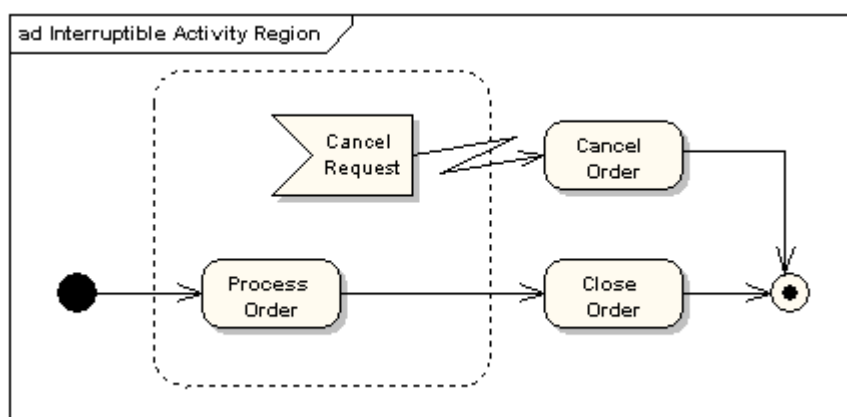 ad Interruptible Activity Region
Cancel
Request
Cancel
Order
Process
Order
Close
Order